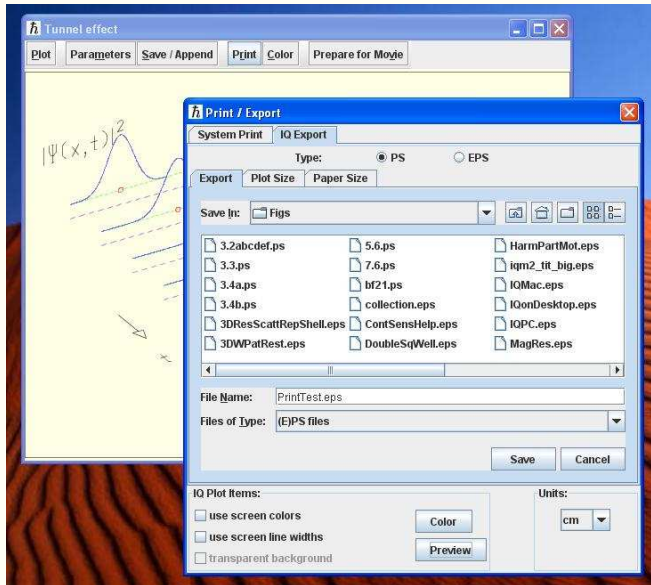 ℏ Tunnel effect
Plot Parameters Save / Append Print Color Prepare for Movie
|Ψ(x,t)|²
x
ℏ Print / Export
System Print IQ Export
Type: PS EPS
Export Plot Size Paper Size
Save In: Figs
3.2abcdef.ps 5.6.ps HarmPartMot.eps
3.3.ps 7.6.ps iqm2_tit_big.eps
3.4a.ps bf21.ps IQMac.eps
3.4b.ps collection.eps IQonDesktop.eps
3DResScattRepShell.eps ContSensHelp.eps IQPC.eps
3DWPatRest.eps DoubleSqWell.eps MagRes.eps
File Name: PrintTest.eps
Files of Type: (E)PS files
Save Cancel
IQ Plot Items: Units:
use screen colors Color cm
use screen line widths
Preview
transparent background